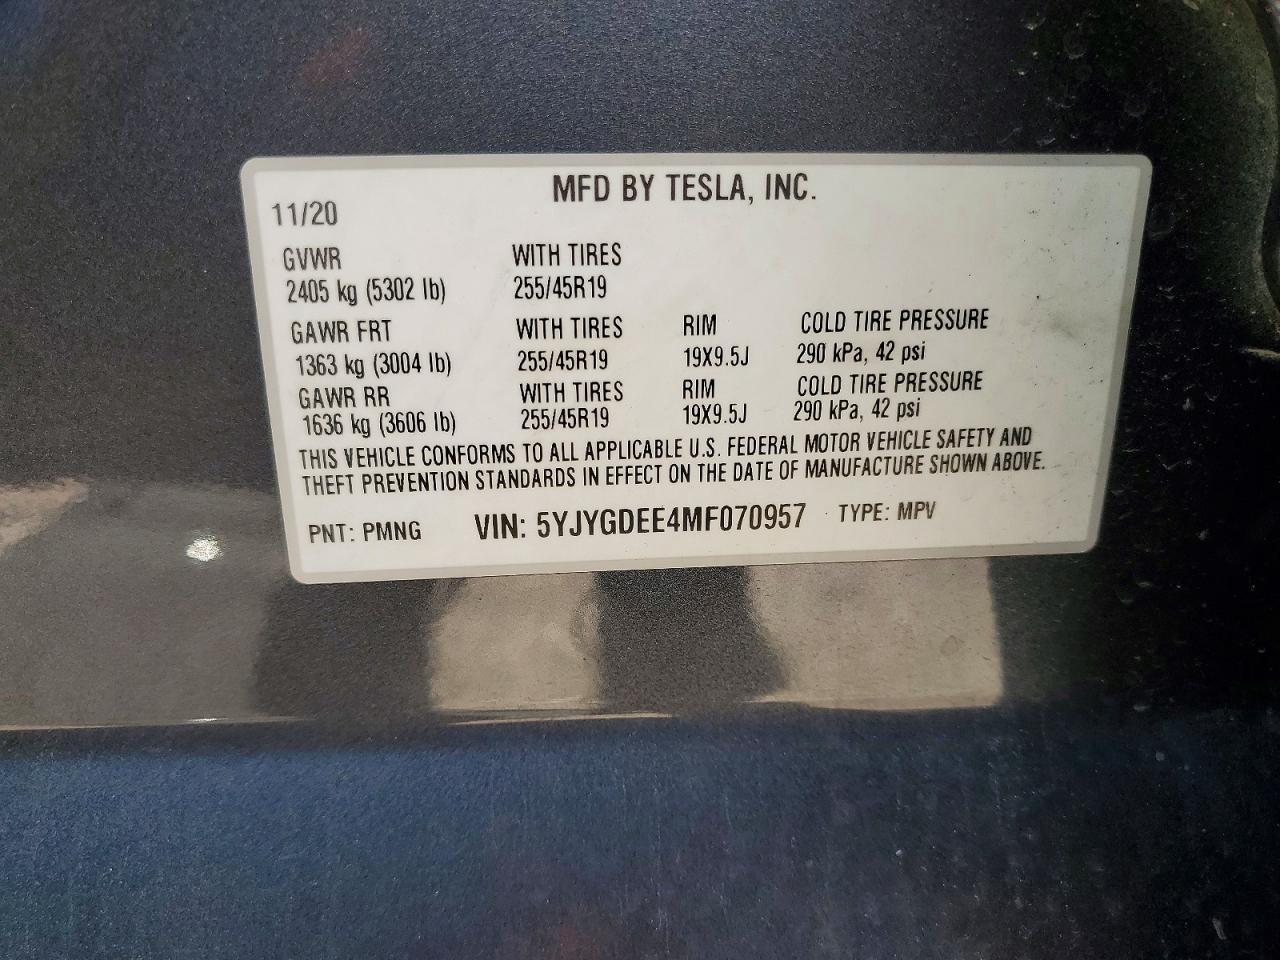 MFD BY TESLA, INC.
11/20
GVWR WITH TIRES
2405 kg (5302 lb) 255/45R19
GAWR FRT WITH TIRES RIM COLD TIRE PRESSURE
1363 kg (3004 lb) 255/45R19 19X9.5J 290 kPa, 42 psi
GAWR RR WITH TIRES RIM COLD TIRE PRESSURE
1636 kg (3606 lb) 255/45R19 19X9.5J 290 kPa, 42 psi
THIS VEHICLE CONFORMS TO ALL APPLICABLE U.S. FEDERAL MOTOR VEHICLE SAFETY AND
THEFT PREVENTION STANDARDS IN EFFECT ON THE DATE OF MANUFACTURE SHOWN ABOVE.
PNT: PMNG VIN: 5YJYGDEE4MF070957 TYPE: MPV